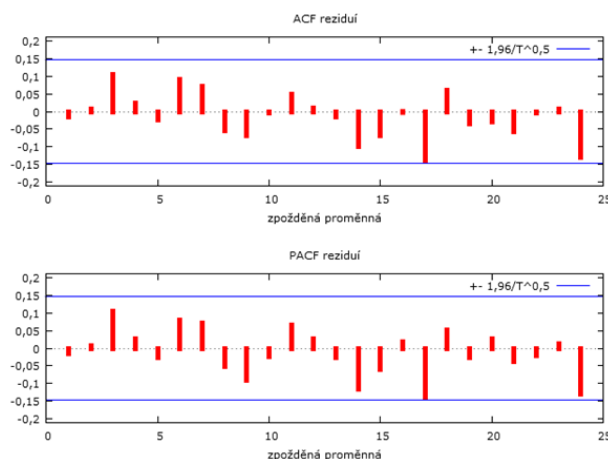 ACF reziduí
+- 1,96/T^0,5
0,2
0,15
0,1
0,05
0
-0,05
-0,1
-0,15
-0,2
0 5 10 15 20 25
zpožděná proměnná
PACF reziduí
+- 1,96/T^0,5
0,2
0,15
0,1
0,05
0
-0,05
-0,1
-0,15
-0,2
0 5 10 15 20 25
zpožděná proměnná